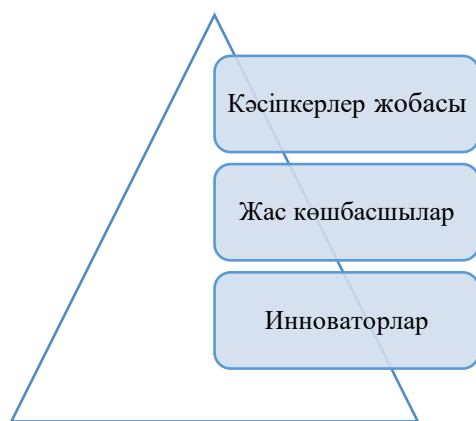 Кәсіпкерлер жобасы
Жас көшбасшылар
Инноваторлар